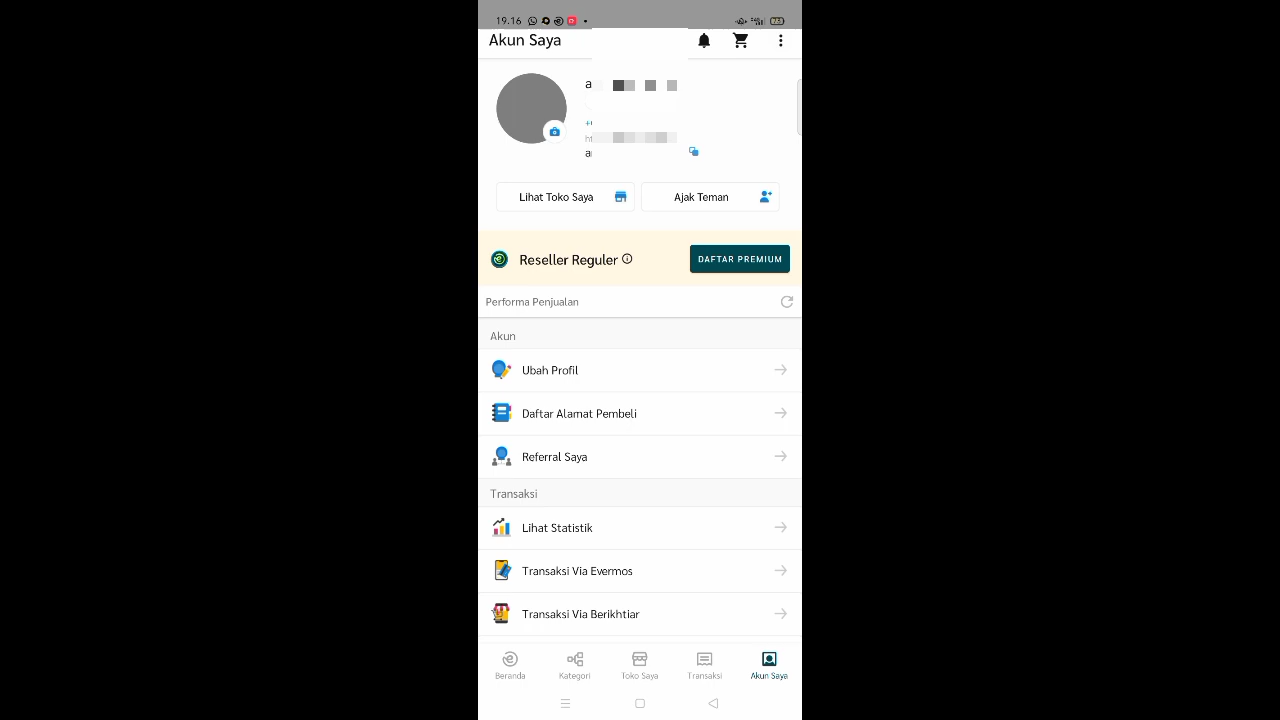 19.16
Akun Saya
Lihat Toko Saya
Ajak Teman
Reseller Reguler
DAFTAR PREMIUM
Performa Penjualan
Akun
Ubah Profil
Daftar Alamat Pembeli
Referral Saya
Transaksi
Lihat Statistik
Transaksi Via Evermos
Transaksi Via Berikhtiar
Beranda
Kategori
Toko Saya
Transaksi
Akun Saya